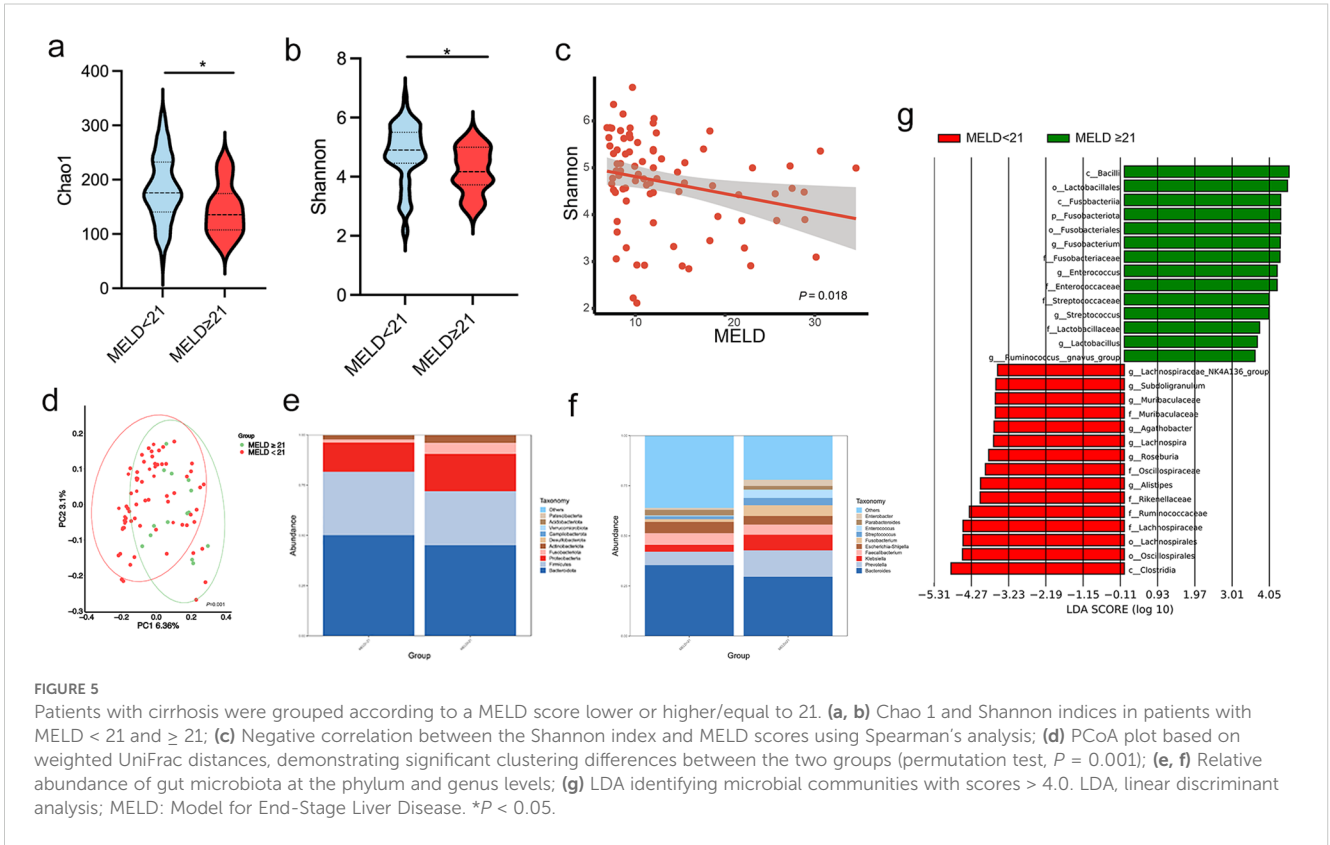 a
*
400
300
200
100
0
Chao1
MELD<21
MELD≥21
b
*
8
6
4
2
0
Shannon
MELD<21
MELD≥21
c
6
5
4
3
2
Shannon
P = 0.018
10
20
30
MELD
g
MELD<21
MELD ≥21
c__Bacilli
o__Lactobacillales
c__Fusobacteriia
p__Fusobacteriota
o__Fusobacteriales
g__Fusobacterium
f__Fusobacteriaceae
g__Enterococcus
f__Enterococcaceae
f__Streptococcaceae
g__Streptococcus
f__Lactobacillaceae
g__Lactobacillus
g___Ruminococcus__gnavus_group
g__Lachnospiraceae_NK4A136_group
g__Subdoligranulum
g__Muribaculaceae
f__Muribaculaceae
g__Agathobacter
g__Lachnospira
g__Roseburia
f__Oscillospiraceae
g__Alistipes
f__Rikenellaceae
f__Ruminococcaceae
f__Lachnospiraceae
o__Lachnospirales
o__Oscillospirales
c__Clostridia
−5.31 −4.27 −3.23 −2.19 −1.15 −0.11 0.93 1.97 3.01 4.05
LDA SCORE (log 10)
d
0.2
0.1
0.0
−0.1
−0.2
−0.3
PC2 3.1%
Group
MELD ≥ 21
MELD < 21
−0.4 −0.2 0.0 0.2 0.4
PC1 6.36%
e
Abundance
Group
Taxonomy
Others
Patescibacteria
Acidobacteriota
Verrucomicrobiota
Campilobacterota
Desulfobacterota
Actinobacteriota
Fusobacteriota
Proteobacteria
Firmicutes
Bacteroidota
f
Abundance
Group
Taxonomy
Others
Enterobacter
Parabacteroides
Enterococcus
Streptococcus
Fusobacterium
Escherichia-Shigella
Faecalibacterium
Klebsiella
Prevotella
Bacteroides
FIGURE 5
Patients with cirrhosis were grouped according to a MELD score lower or higher/equal to 21. (a, b) Chao 1 and Shannon indices in patients with
MELD < 21 and ≥ 21; (c) Negative correlation between the Shannon index and MELD scores using Spearman's analysis; (d) PCoA plot based on
weighted UniFrac distances, demonstrating significant clustering differences between the two groups (permutation test, P = 0.001); (e, f) Relative
abundance of gut microbiota at the phylum and genus levels; (g) LDA identifying microbial communities with scores > 4.0. LDA, linear discriminant
analysis; MELD: Model for End-Stage Liver Disease. *P < 0.05.